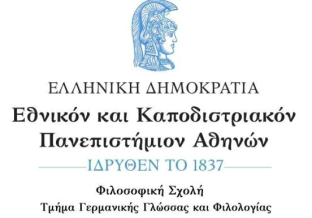 ΕΛΛΗΝΙΚΗ ΔΗΜΟΚΡΑΤΙΑ
Εθνικόν και Καποδιστριακόν
Πανεπιστήμιον Αθηνών
ΙΔΡΥΘΕΝ ΤΟ 1837
Φιλοσοφική Σχολή
Τμήμα Γερμανικής Γλώσσας και Φιλολογίας